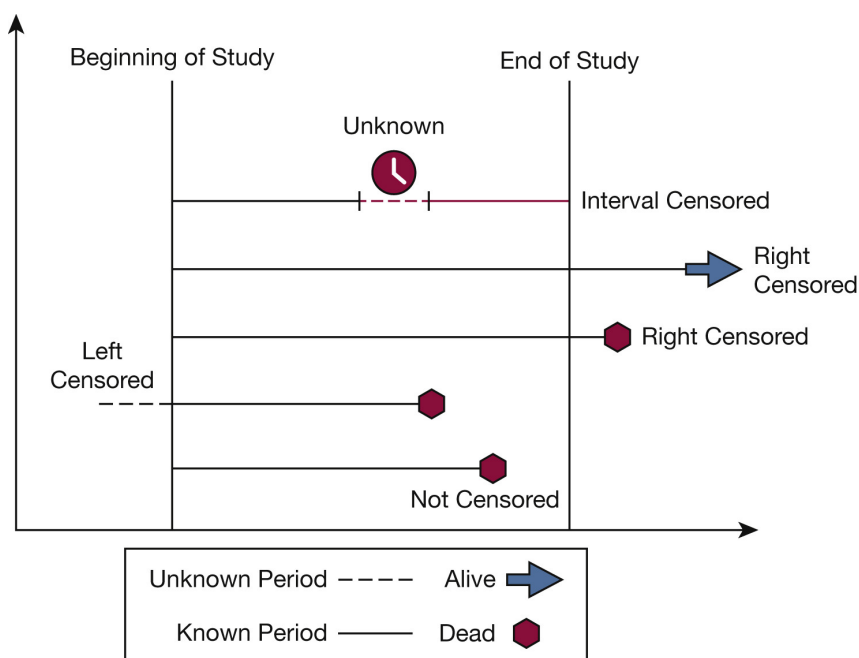 Beginning of Study
End of Study
Unknown
Interval Censored
Right
Censored
Right Censored
Left
Censored
Not Censored
Unknown Period
Alive
Known Period
Dead